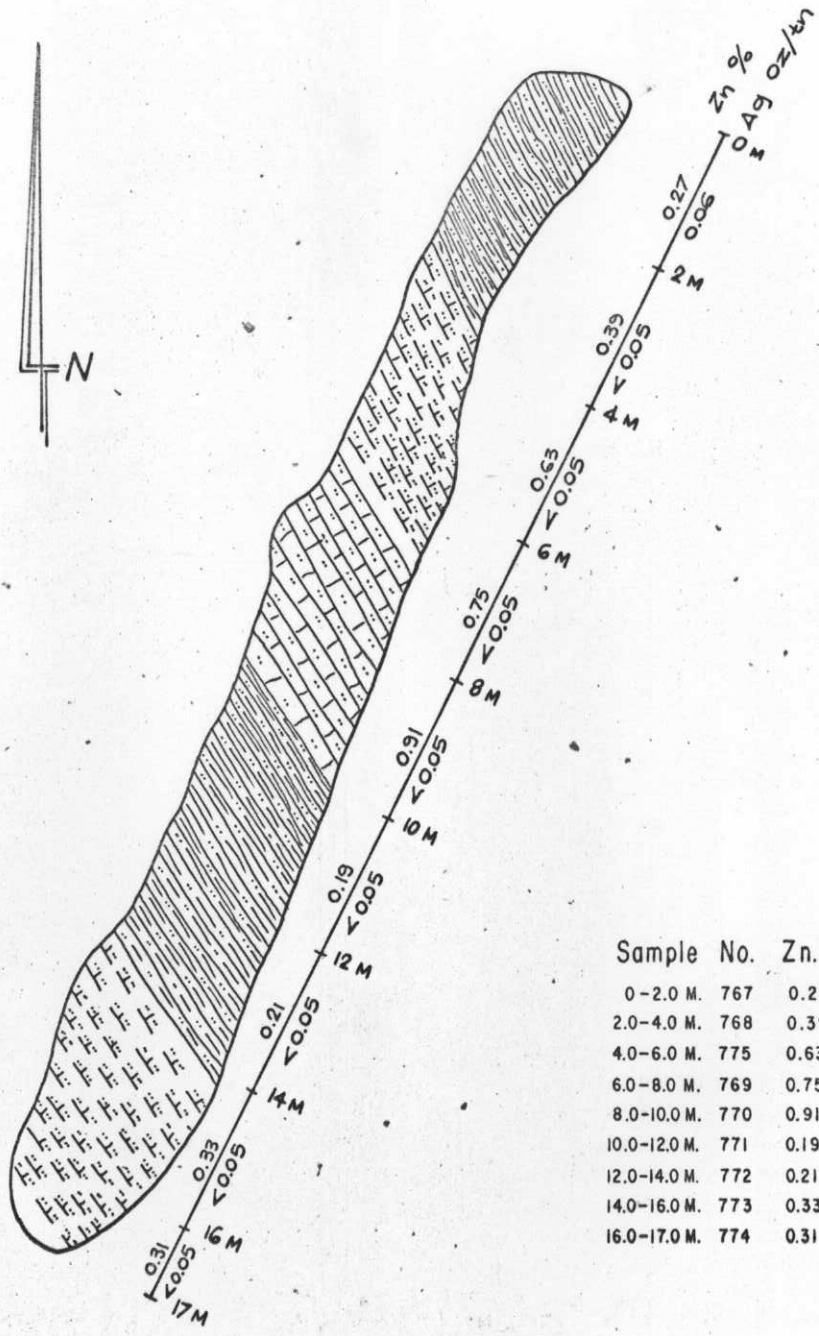 Zn %
Ag oz/tn
0 M
0.27
0.06
2 M
N
0.39
< 0.05
4 M
0.63
< 0.05
6 M
0.75
< 0.05
8 M
0.91
< 0.05
10 M
0.19
< 0.05
12 M
0.21
< 0.05
14 M
0.33
< 0.05
16 M
0.31
< 0.05
17 M
Sample No. Zn.
0-2.0 M. 767 0.2
2.0-4.0 M. 768 0.3
4.0-6.0 M. 775 0.63
6.0-8.0 M. 769 0.75
8.0-10.0 M. 770 0.91
10.0-12.0 M. 771 0.19
12.0-14.0 M. 772 0.21
14.0-16.0 M. 773 0.33
16.0-17.0 M. 774 0.31